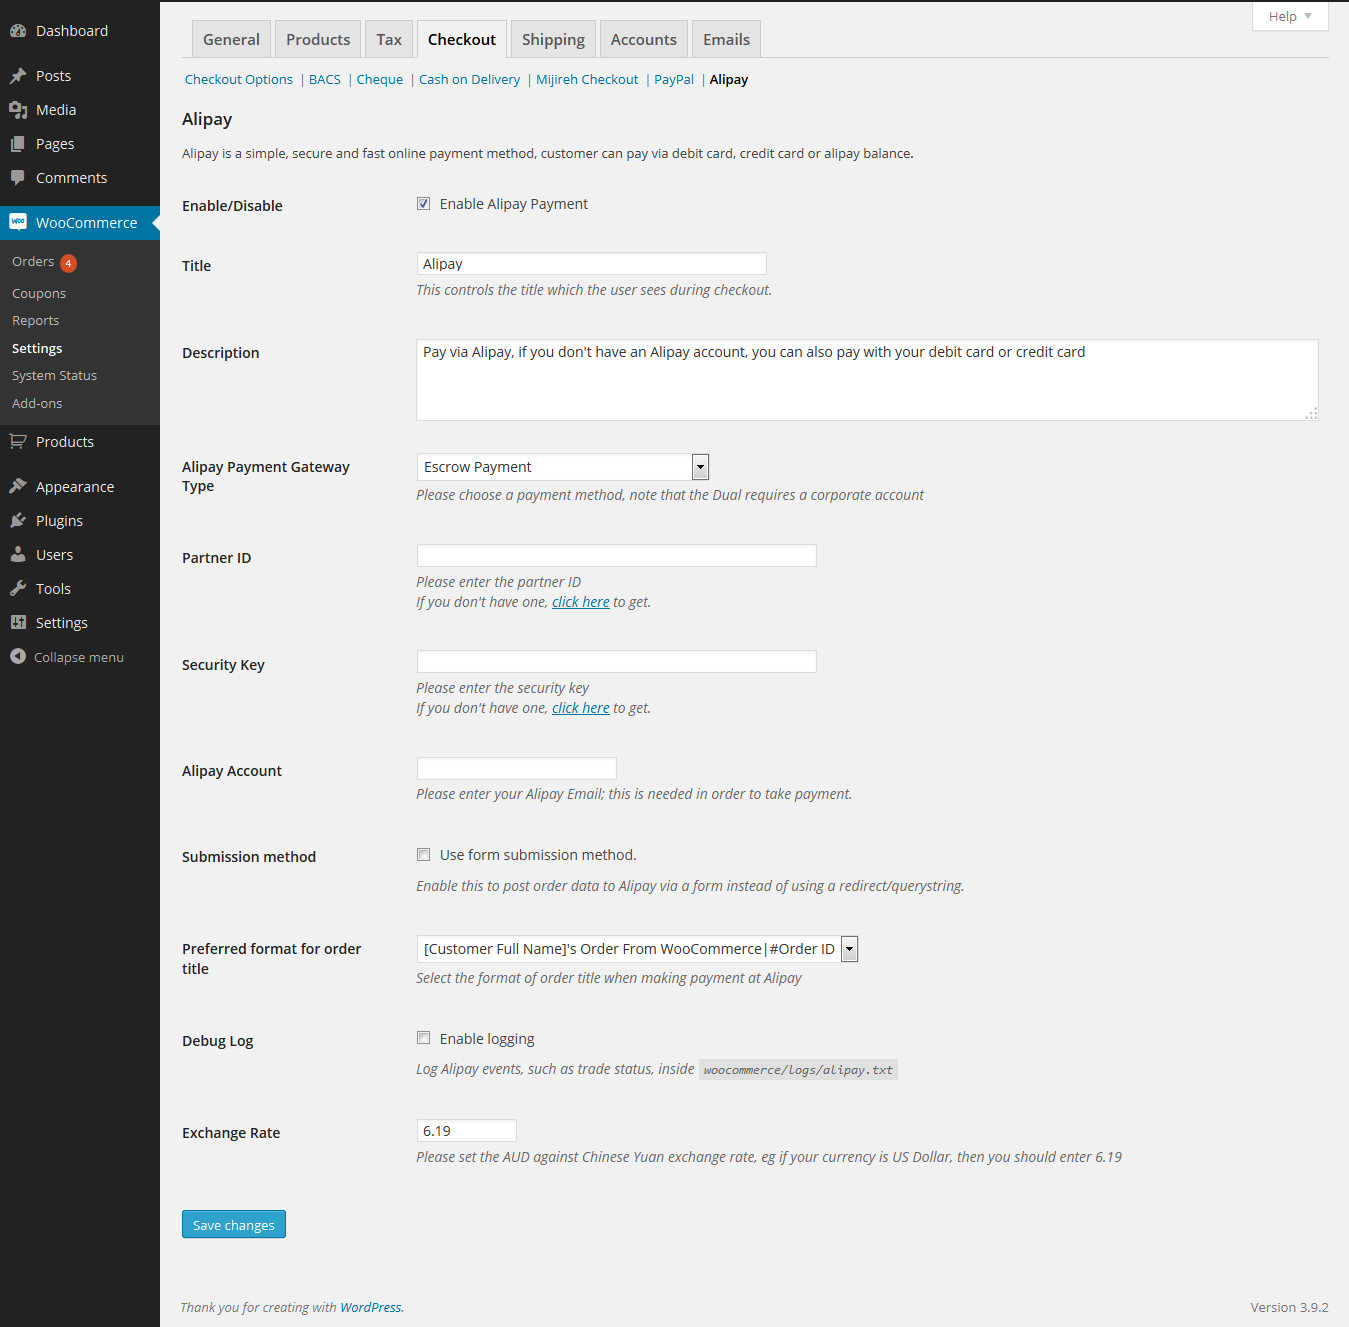 Dashboard
Posts
Media
Pages
Comments
Woo WooCommerce
Orders 4
Coupons
Reports
Settings
System Status
Add-ons
Products
Appearance
Plugins
Users
Tools
Settings
Collapse menu
Help
General Products Tax Checkout Shipping Accounts Emails
Checkout Options | BACS | Cheque | Cash on Delivery | Mijireh Checkout | PayPal | Alipay
Alipay
Alipay is a simple, secure and fast online payment method, customer can pay via debit card, credit card or alipay balance.
Enable/Disable Enable Alipay Payment
Title Alipay
This controls the title which the user sees during checkout.
Description Pay via Alipay, if you don't have an Alipay account, you can also pay with your debit card or credit card
Alipay Payment Gateway
Type
Escrow Payment
Please choose a payment method, note that the Dual requires a corporate account
Partner ID
Please enter the partner ID
If you don't have one, click here to get.
Security Key
Please enter the security key
If you don't have one, click here to get.
Alipay Account
Please enter your Alipay Email; this is needed in order to take payment.
Submission method Use form submission method.
Enable this to post order data to Alipay via a form instead of using a redirect/querystring.
Preferred format for order
title
[Customer Full Name]'s Order From WooCommerce|#Order ID
Select the format of order title when making payment at Alipay
Debug Log Enable logging
Log Alipay events, such as trade status, inside woocommerce/logs/alipay.txt
Exchange Rate 6.19
Please set the AUD against Chinese Yuan exchange rate, eg if your currency is US Dollar, then you should enter 6.19
Save changes
Thank you for creating with WordPress.
Version 3.9.2